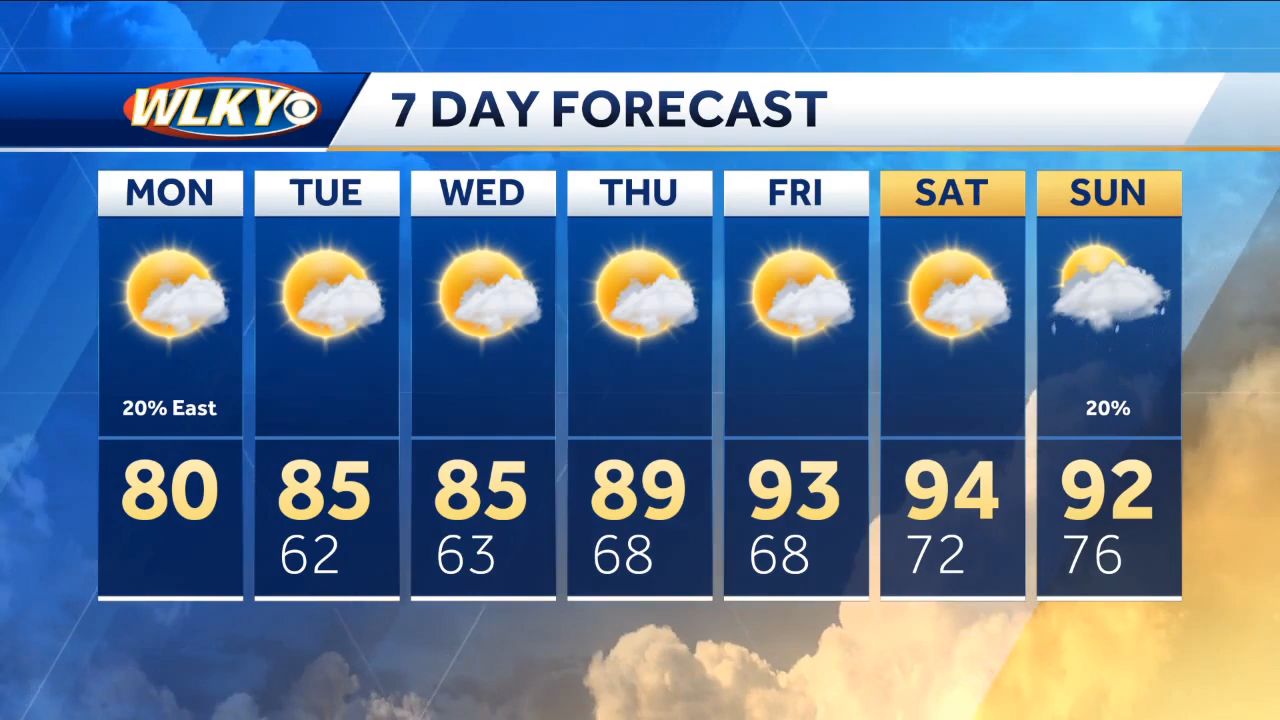 WLKY
7 DAY FORECAST
MON TUE WED THU FRI SAT SUN
20% East 20%
80 85 85 89 93 94 92
62 63 68 68 72 76